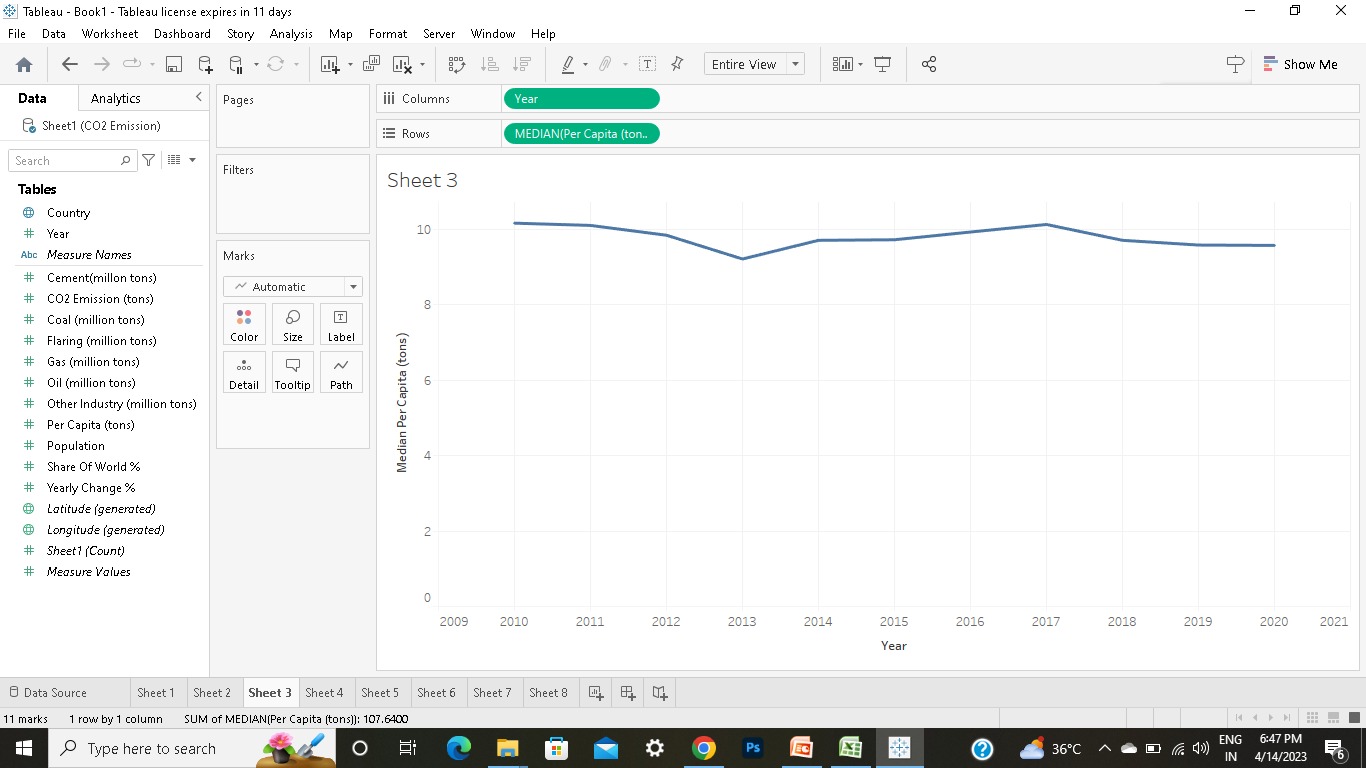 Tableau - Book1 - Tableau license expires in 11 days
File Data Worksheet Dashboard Story Analysis Map Format Server Window Help
Entire View
Show Me
Data Analytics
Sheet1 (CO2 Emission)
Search
Tables
Country
Year
Abc Measure Names
Cement(millon tons)
CO2 Emission (tons)
Coal (million tons)
Flaring (million tons)
Gas (million tons)
Oil (million tons)
Other Industry (million tons)
Per Capita (tons)
Population
Share Of World %
Yearly Change %
Latitude (generated)
Longitude (generated)
Sheet1 (Count)
Measure Values
Pages
Filters
Marks
Automatic
Color Size Label
Detail Tooltip Path
Columns Year
Rows MEDIAN(Per Capita (ton..
Sheet 3
10
8
6
4
2
0
Median Per Capita (tons)
2009 2010 2011 2012 2013 2014 2015 2016 2017 2018 2019 2020 2021
Year
Data Source Sheet 1 Sheet 2 Sheet 3 Sheet 4 Sheet 5 Sheet 6 Sheet 7 Sheet 8
11 marks 1 row by 1 column SUM of MEDIAN(Per Capita (tons)): 107.6400
Type here to search
Ps
36°C
ENG
IN
6:47 PM
4/14/2023
6